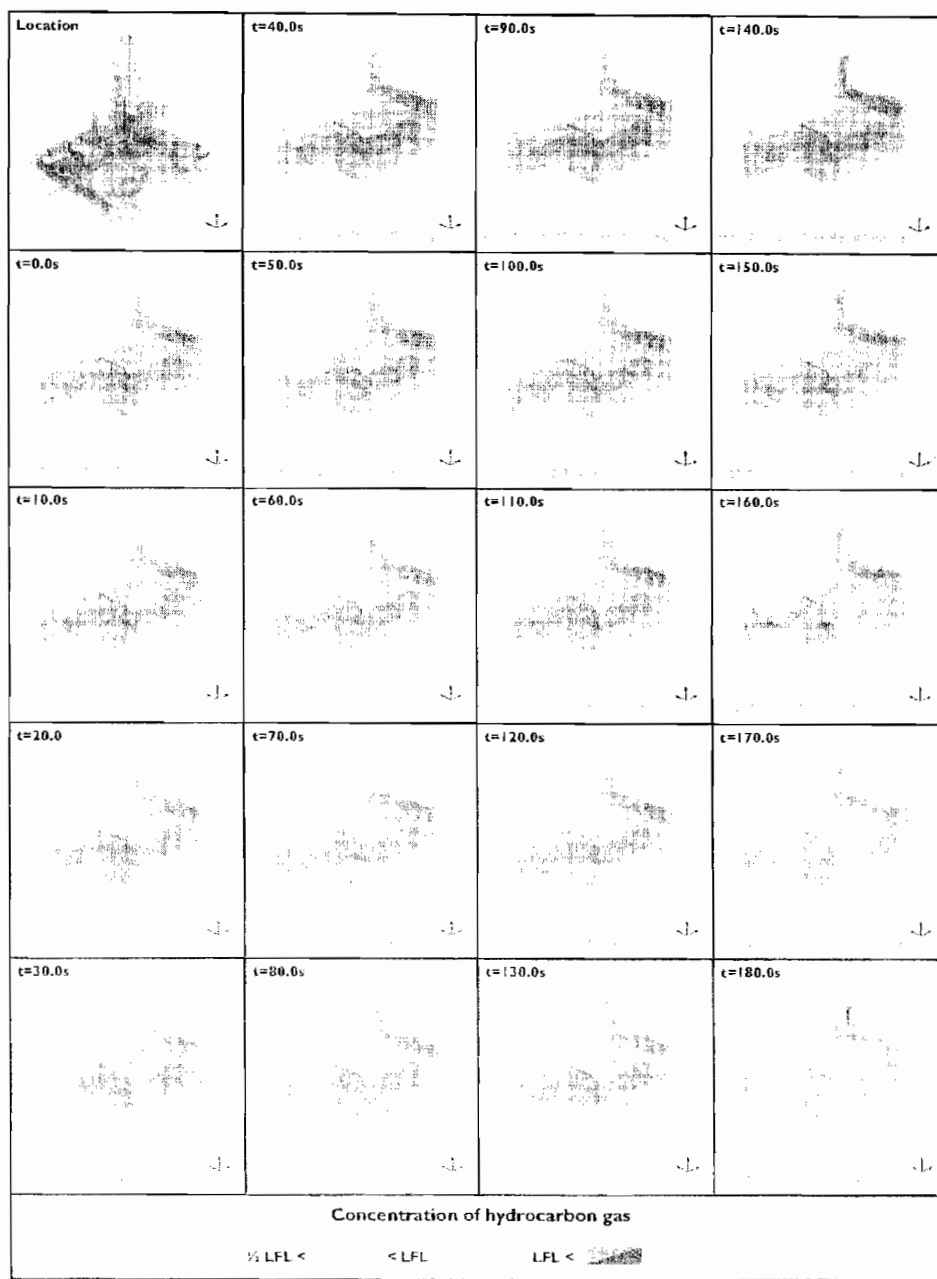 Location t=40.0s t=90.0s t=140.0s
t=0.0s t=50.0s t=100.0s t=150.0s
t=10.0s t=60.0s t=110.0s t=160.0s
t=20.0 t=70.0s t=120.0s t=170.0s
t=30.0s t=80.0s t=130.0s t=180.0s
Concentration of hydrocarbon gas
½ LFL < < LFL LFL <